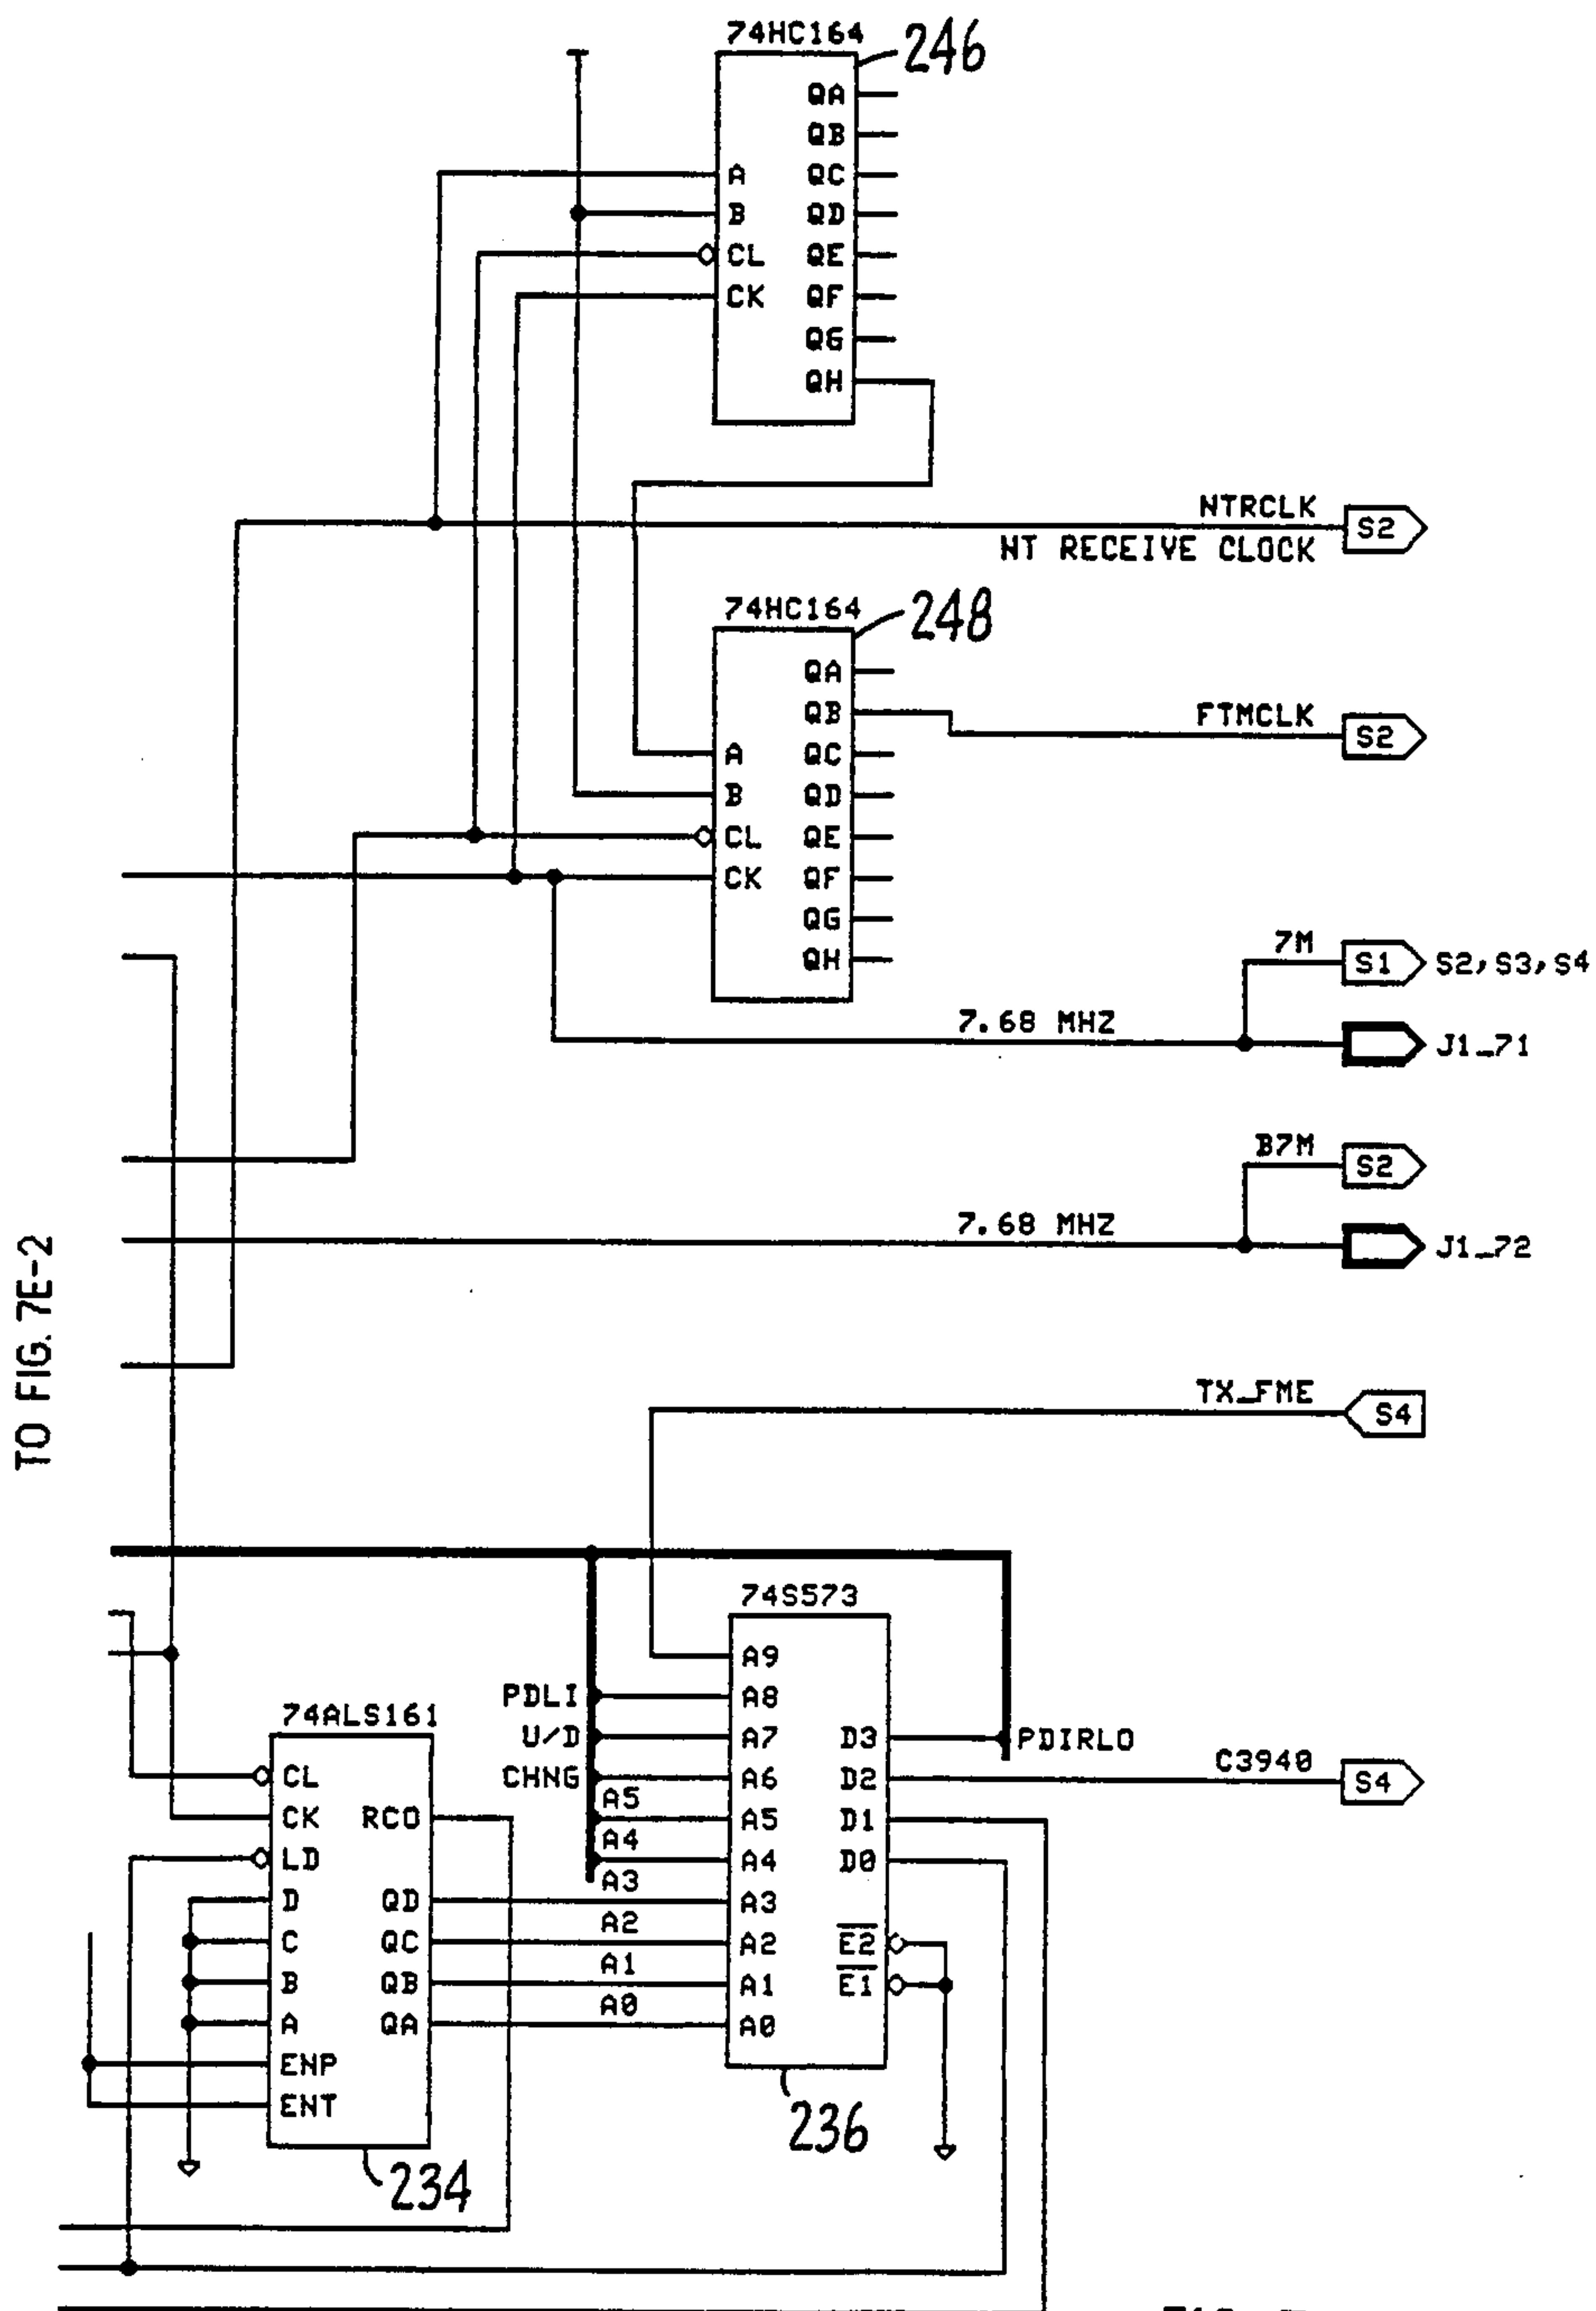 74HC164
246
QA
QB
A QC
B QD
CL QE
CK QF
QG
QH
NTRCLK S2
NT RECEIVE CLOCK
74HC164
248
QA
QB FTMCLK S2
A QC
B QD
CL QE
CK QF
QG
QH
7M S1 S2,S3,S4
7.68 MHZ J1_71
B7M S2
7.68 MHZ J1_72
TO FIG. 7E-2
TX_FME S4
74S573
A9
PDLI A8
U/D A7 D3 PDIRLO
CHNG A6 D2 C3940 S4
A5 A5 D1
A4 A4 D0
A3 A3
A2 A2 E2
A1 A1 E1
A0 A0
236
74ALS161
CL
CK RCO
LD
D QD
C QC
B QB
A QA
ENP
ENT
234